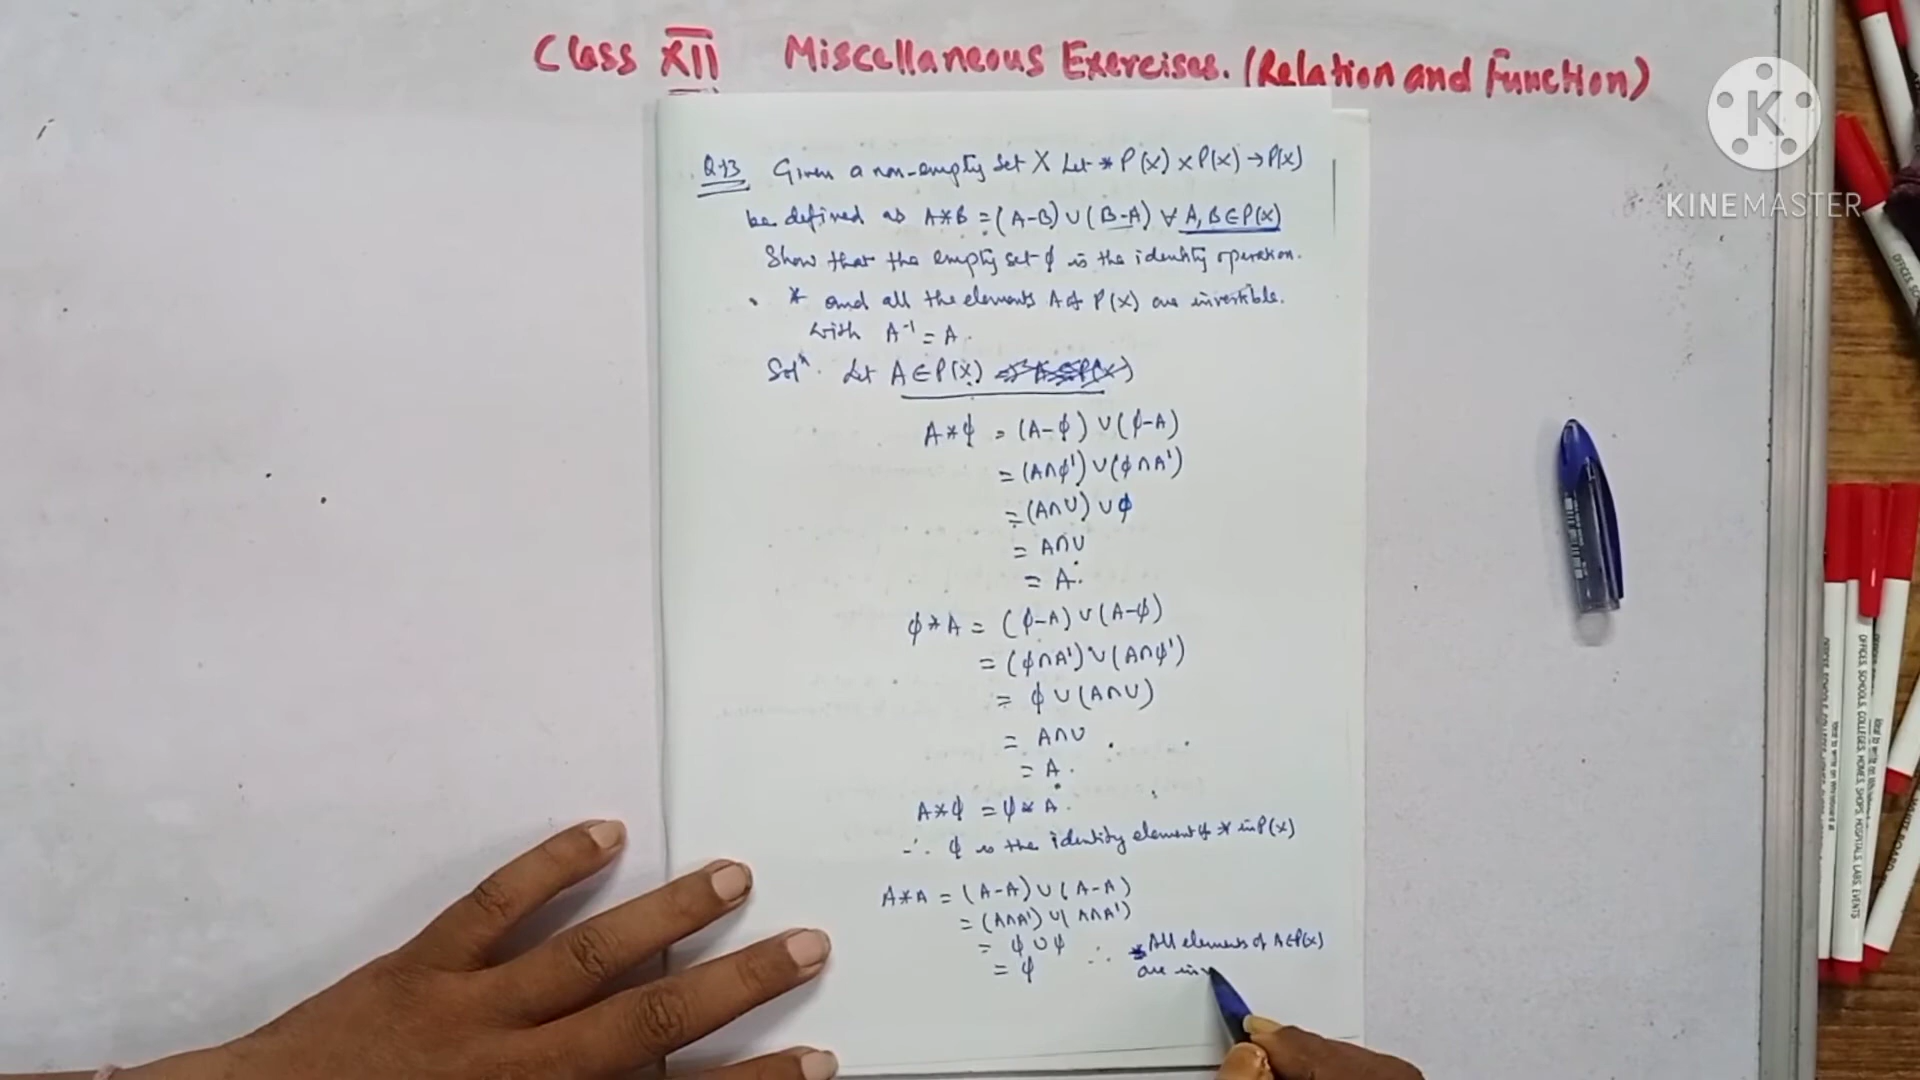 Class XII Miscellaneous Exercises. (Relation and Function)
K
KINEMASTER
Q.13 Given a non-empty set X Let * P(X) × P(X) → P(X)
be defined as A*B = (A-B) ∪ (B-A) ∀ A, B ∈ P(X)
Show that the empty set ϕ is the identity operation.
* and all the elements A of P(X) are invertible.
with A⁻¹ = A.
Solⁿ. Let A ∈ P(X)
A*ϕ = (A-ϕ) ∪ (ϕ-A)
= (A∩ϕ') ∪ (ϕ∩A')
= (A∩U) ∪ ϕ
= A∩U
= A.
ϕ*A = (ϕ-A) ∪ (A-ϕ)
= (ϕ∩A') ∪ (A∩ϕ')
= ϕ ∪ (A∩U)
= A∩U
= A.
A*ϕ = ϕ*A.
∴ ϕ is the identity element of * in P(X)
A*A = (A-A) ∪ (A-A)
= (A∩A') ∪ (A∩A')
= ϕ ∪ ϕ
= ϕ
∴ All elements of A∈P(X)
are inv